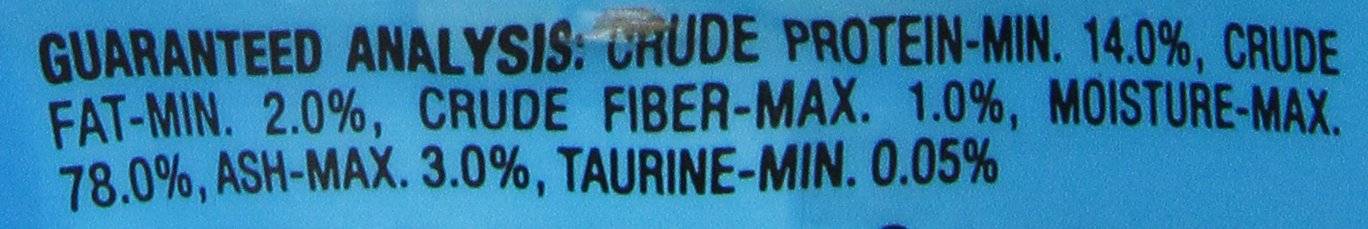 GUARANTEED ANALYSIS: CRUDE PROTEIN-MIN. 14.0%, CRUDE
FAT-MIN. 2.0%, CRUDE FIBER-MAX. 1.0%, MOISTURE-MAX.
78.0%, ASH-MAX. 3.0%, TAURINE-MIN. 0.05%